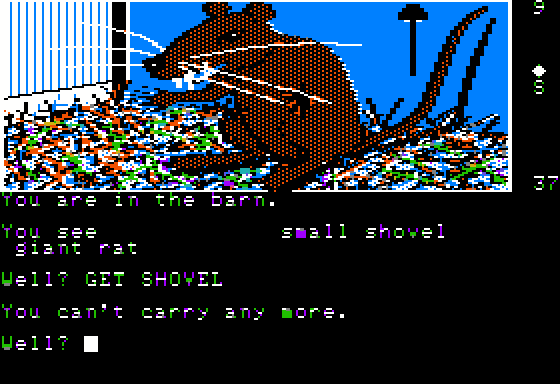 9
S
37
You are in the barn.
You see small shovel
giant rat
Well? GET SHOVEL
You can't carry any more.
Well?